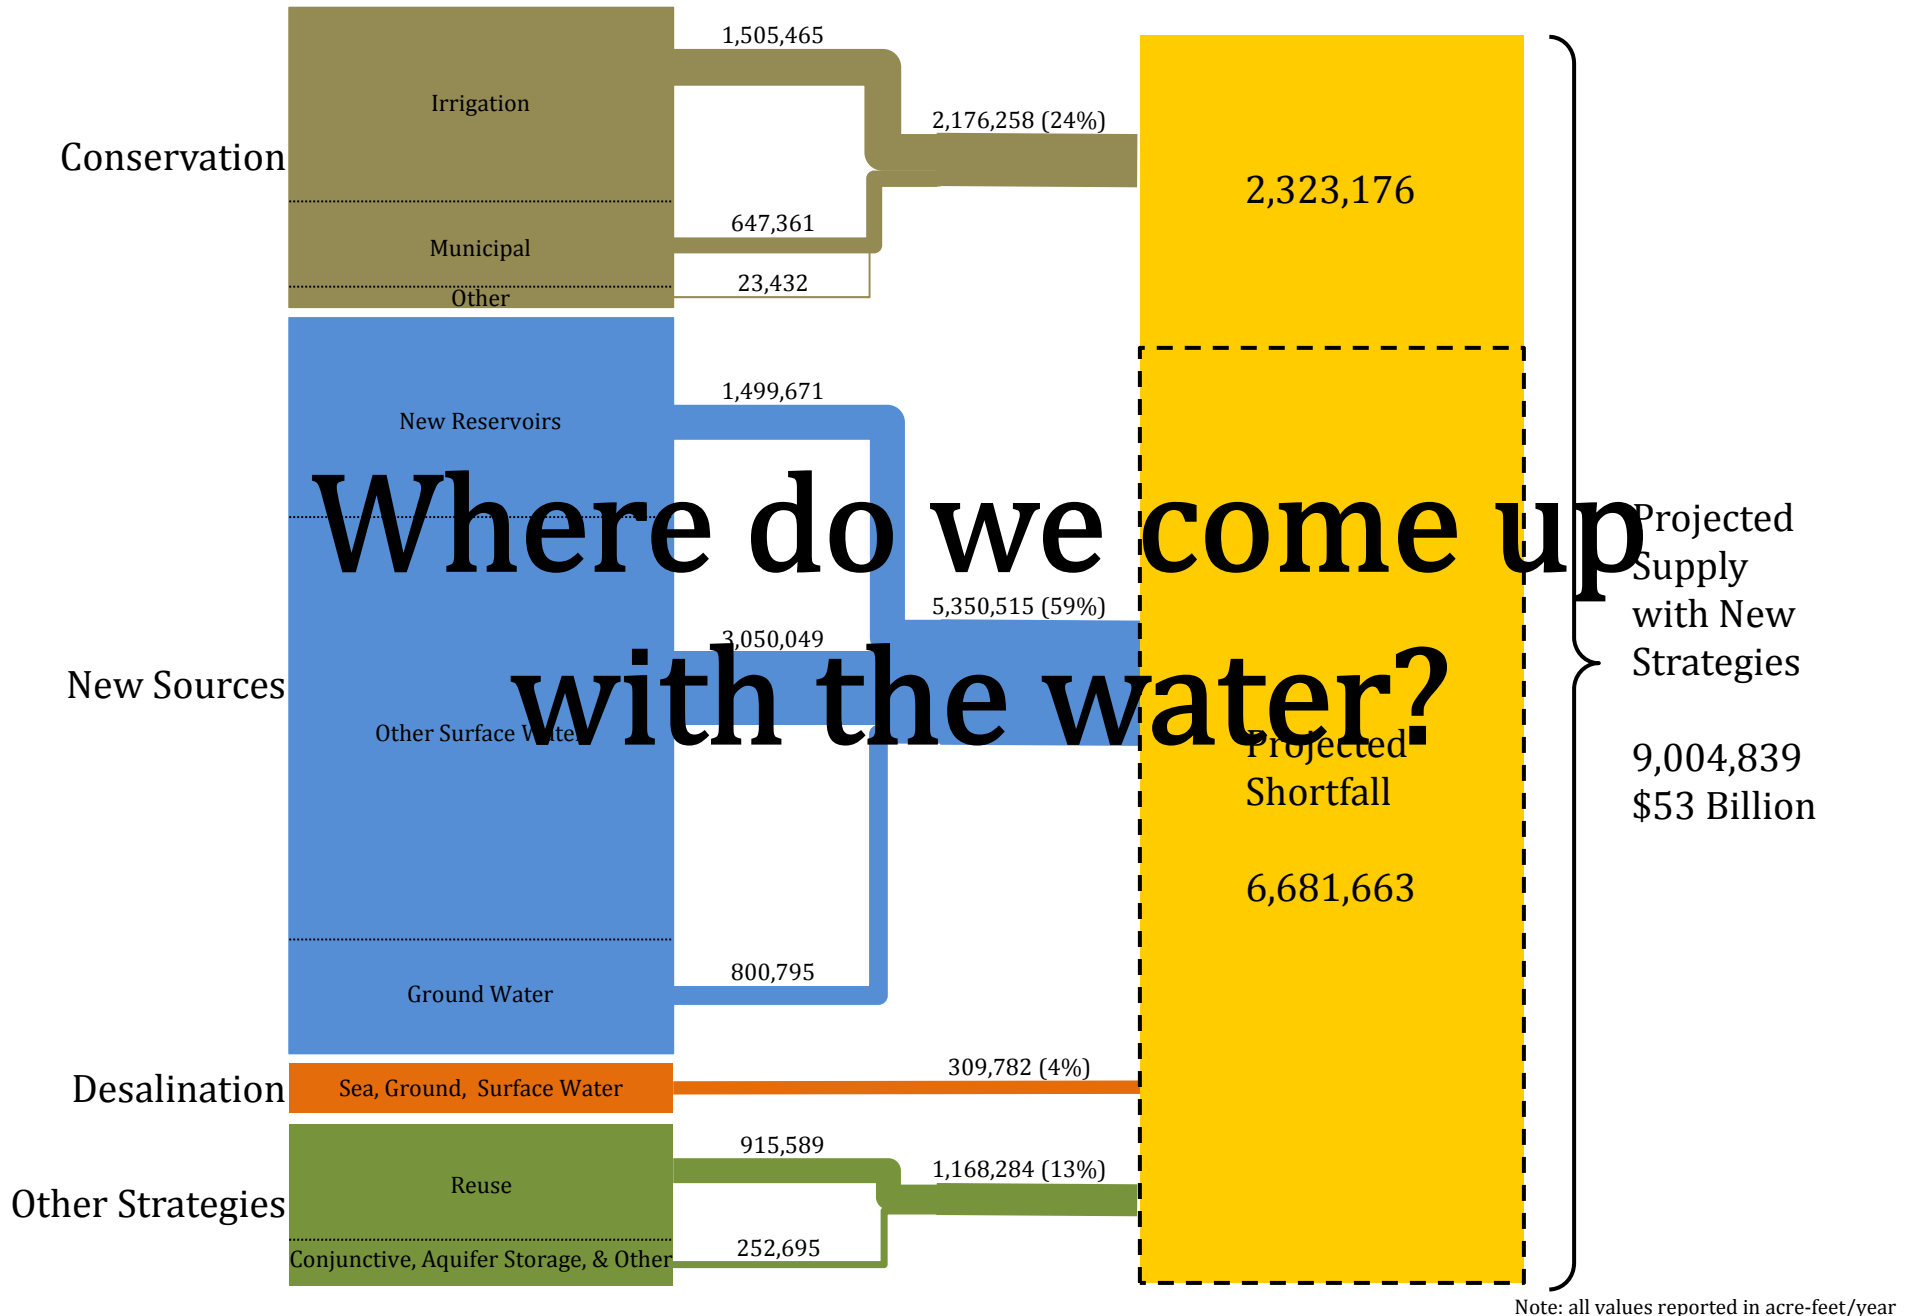 1,505,465
Irrigation
2,176,258 (24%)
Conservation
2,323,176
647,361
Municipal
23,432
Other
1,499,671
New Reservoirs
Where do we come up
with the water?
Projected
Supply
with New
Strategies
9,004,839
$53 Billion
5,350,515 (59%)
3,050,049
New Sources
Other Surface Water
Projected
Shortfall
6,681,663
800,795
Ground Water
309,782 (4%)
Desalination
Sea, Ground, Surface Water
915,589
1,168,284 (13%)
Reuse
Other Strategies
252,695
Conjunctive, Aquifer Storage, & Other
Note: all values reported in acre-feet/year